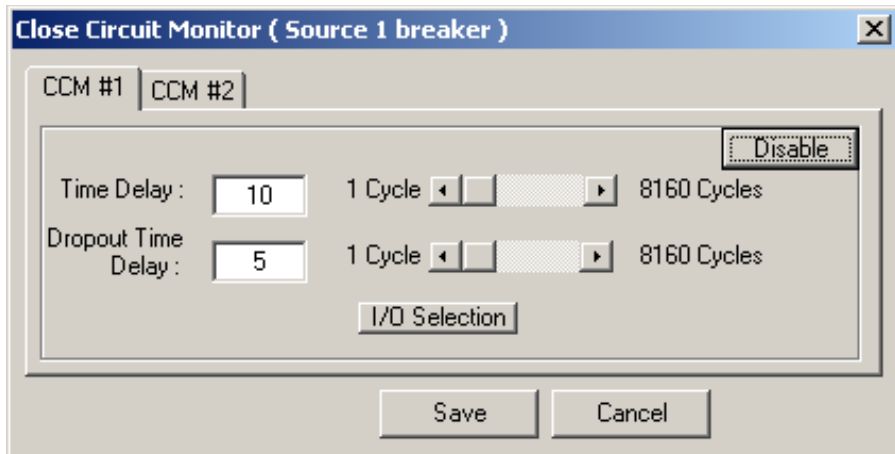 Close Circuit Monitor ( Source 1 breaker )
CCM #1 CCM #2
Disable
Time Delay : 10 1 Cycle 8160 Cycles
Dropout Time
Delay : 5 1 Cycle 8160 Cycles
I/O Selection
Save Cancel